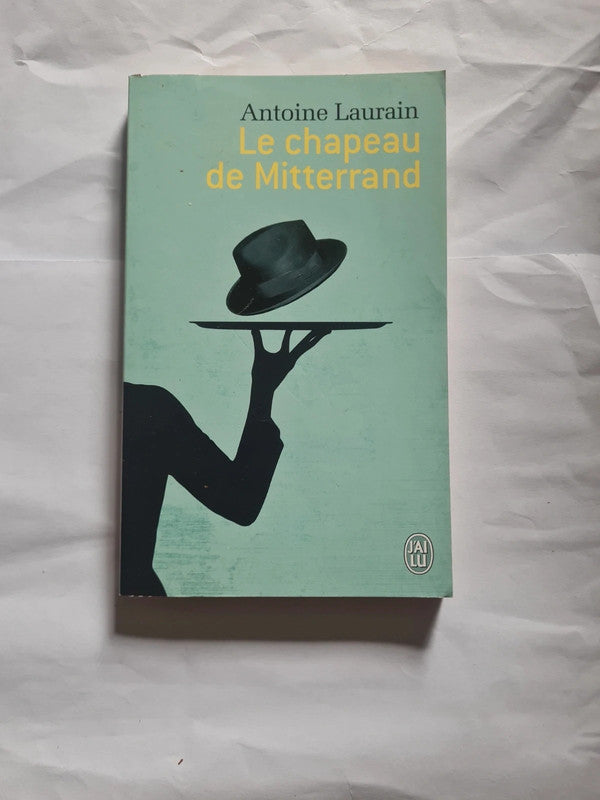 Antoine Laurain
Le chapeau
de Mitterrand
J'AI
LU